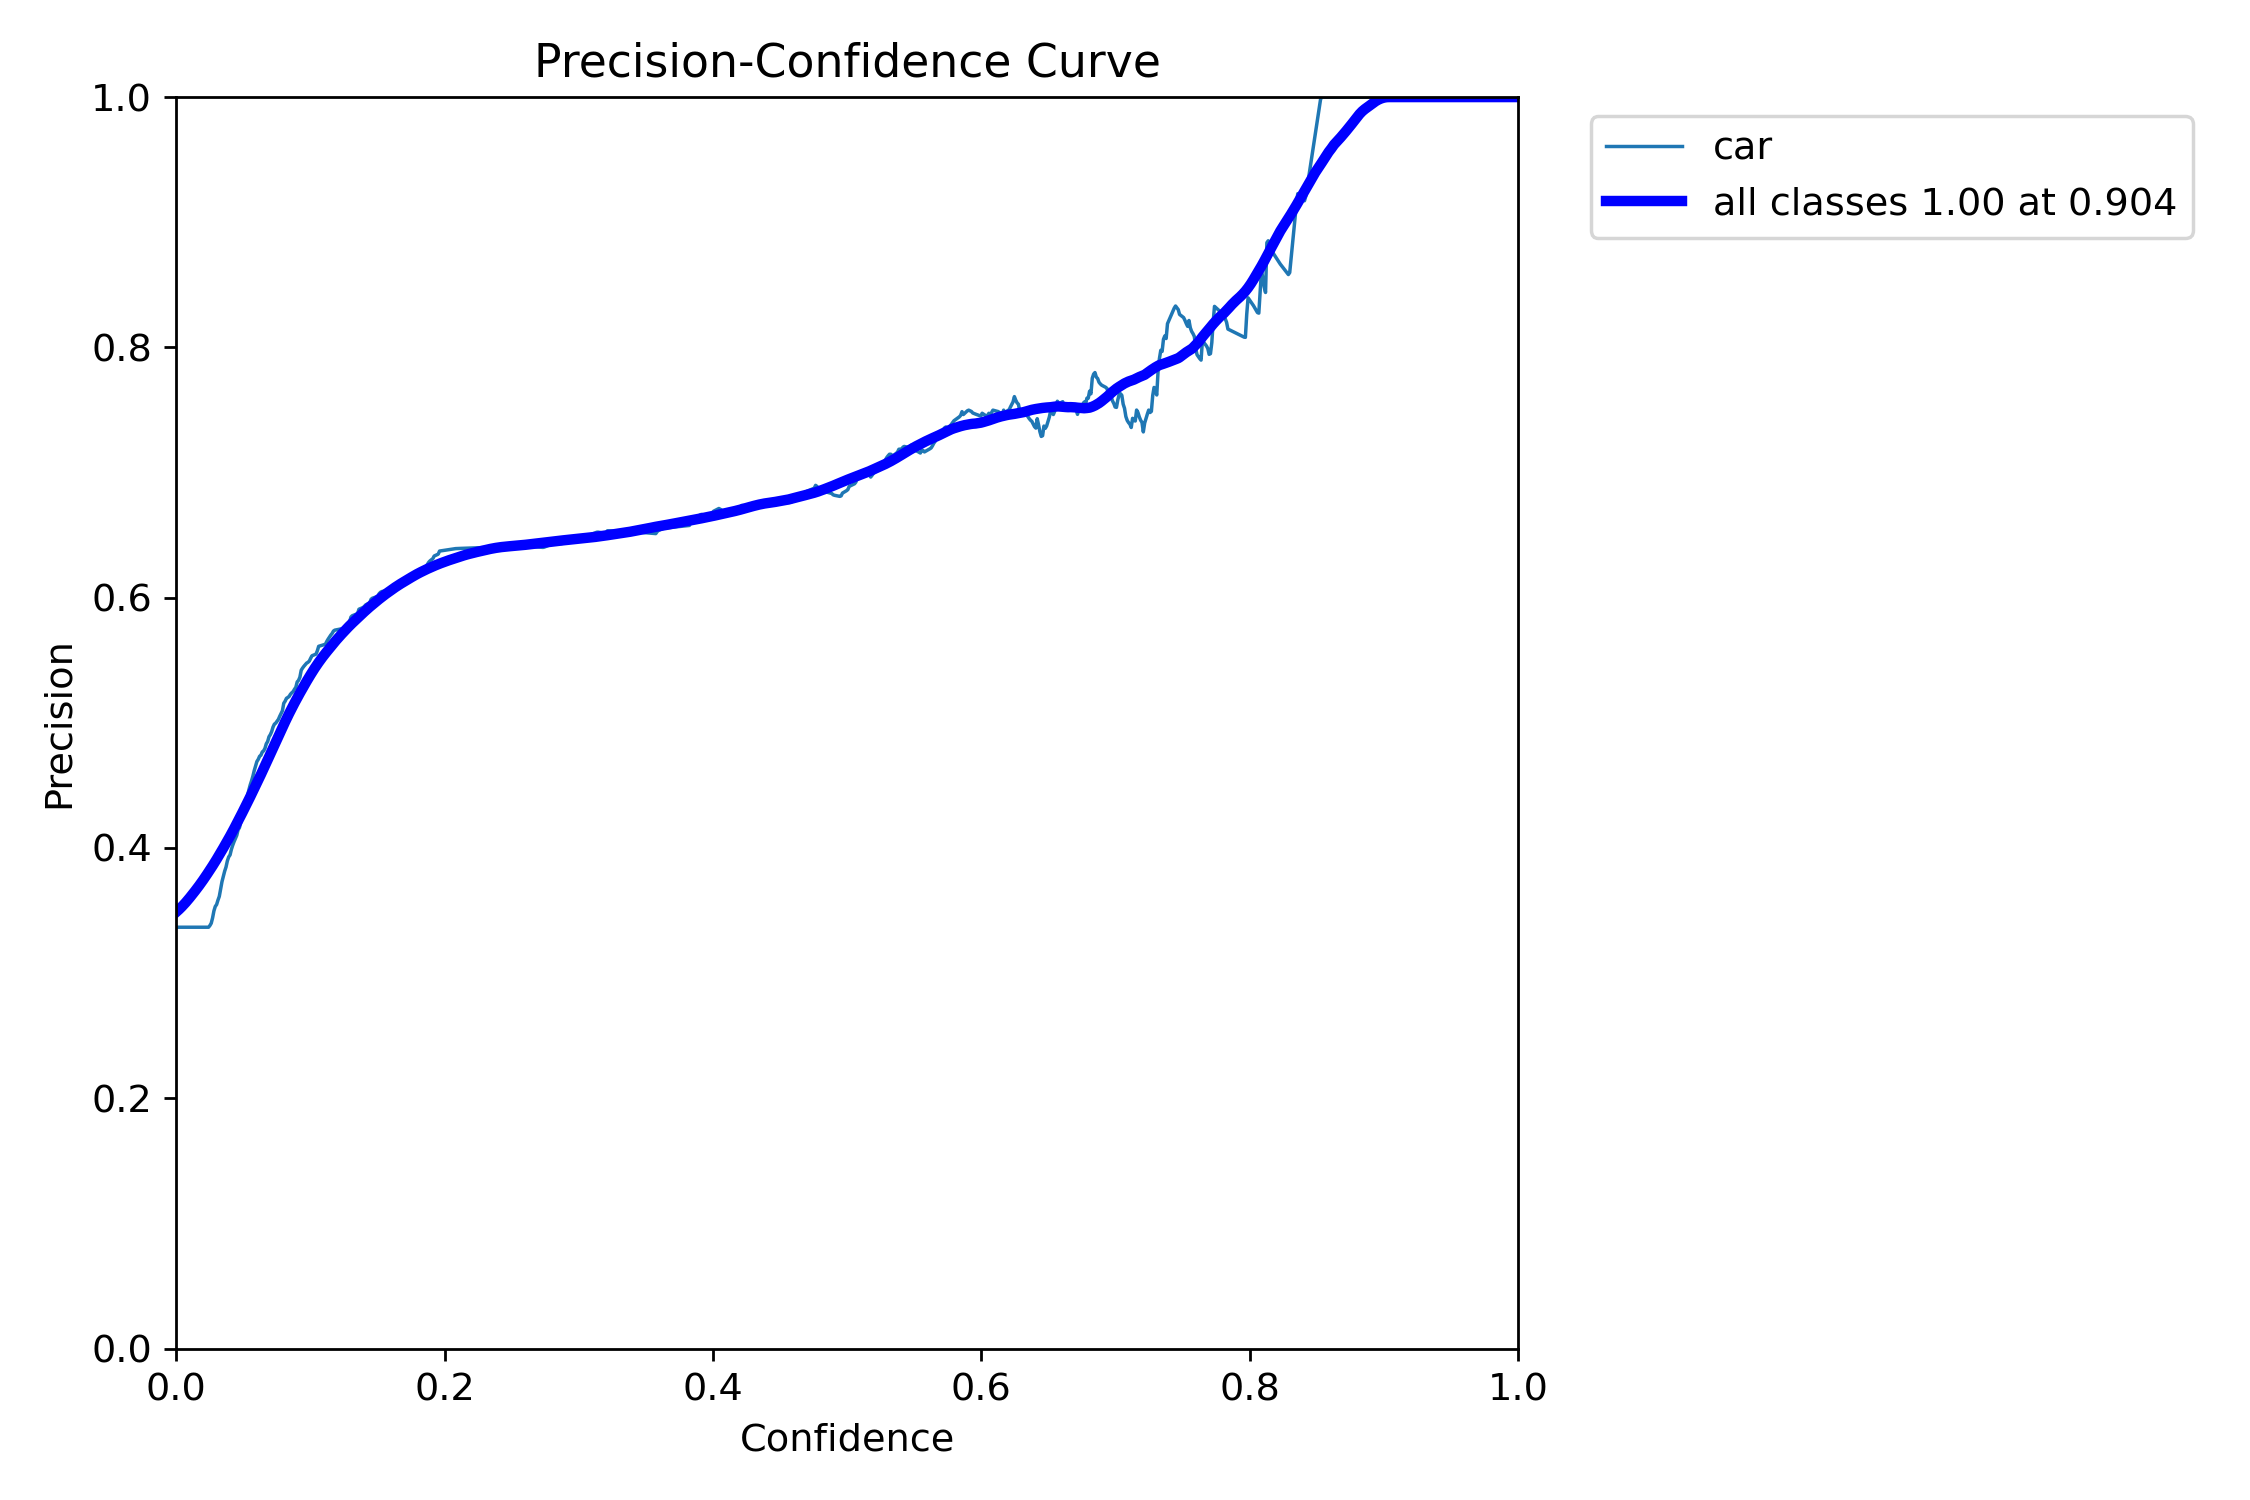 Precision-Confidence Curve
1.0
0.8
0.6
0.4
0.2
0.0
Precision
0.0 0.2 0.4 0.6 0.8 1.0
Confidence
car
all classes 1.00 at 0.904